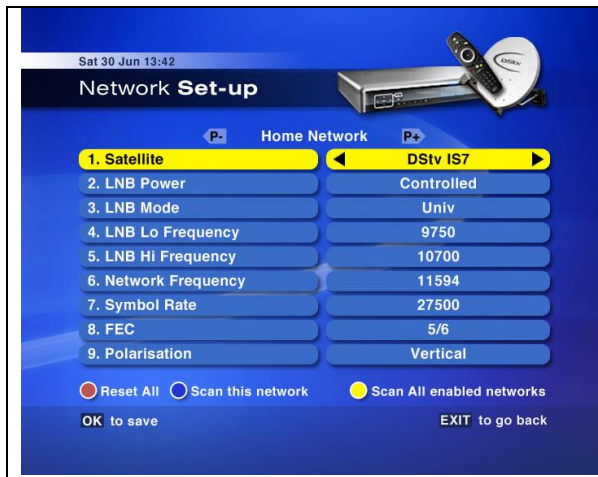 Sat 30 Jun 13:42
Network Set-up
DStv
P- Home Network P+
1. Satellite DStv IS7
2. LNB Power Controlled
3. LNB Mode Univ
4. LNB Lo Frequency 9750
5. LNB Hi Frequency 10700
6. Network Frequency 11594
7. Symbol Rate 27500
8. FEC 5/6
9. Polarisation Vertical
Reset All Scan this network Scan All enabled networks
OK to save EXIT to go back